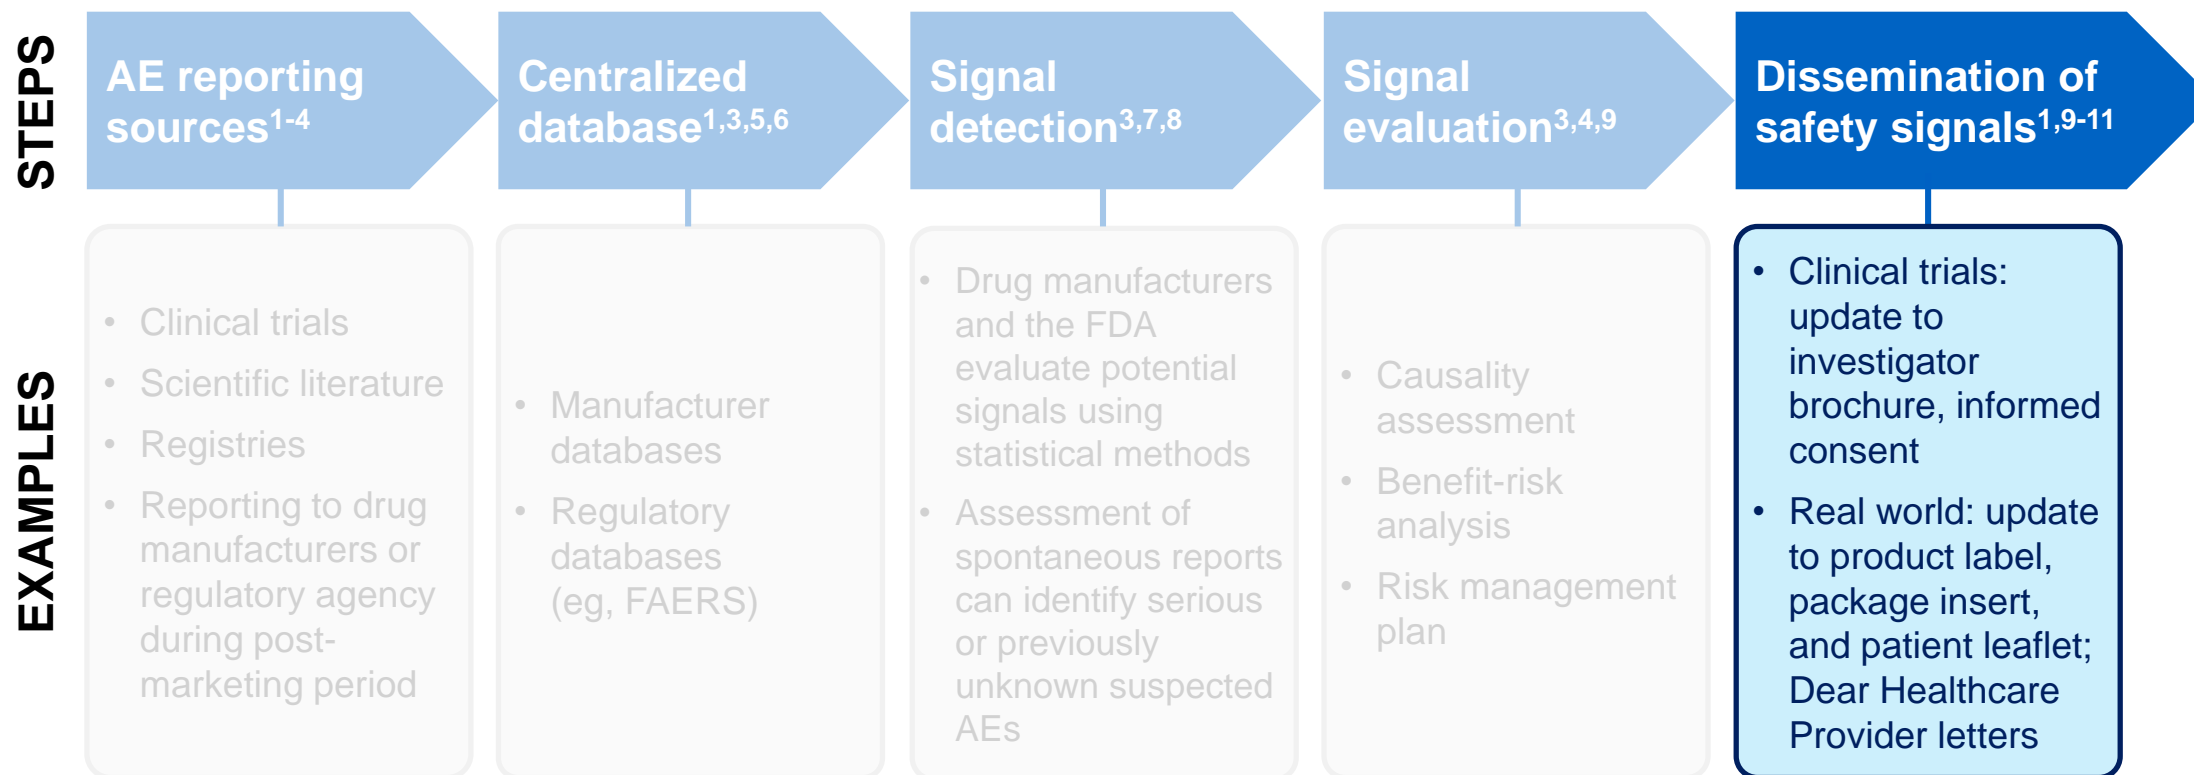 STEPS
AE reporting
sources1-4
Centralized
database1,3,5,6
Signal
detection3,7,8
Signal
evaluation3,4,9
Dissemination of
safety signals1,9-11
EXAMPLES
• Clinical trials
• Scientific literature
• Registries
• Reporting to drug
manufacturers or
regulatory agency
during post-
marketing period
• Manufacturer
databases
• Regulatory
databases
(eg, FAERS)
• Drug manufacturers
and the FDA
evaluate potential
signals using
statistical methods
• Assessment of
spontaneous reports
can identify serious
or previously
unknown suspected
AEs
• Causality
assessment
• Benefit-risk
analysis
• Risk management
plan
• Clinical trials:
update to
investigator
brochure, informed
consent
• Real world: update
to product label,
package insert,
and patient leaflet;
Dear Healthcare
Provider letters